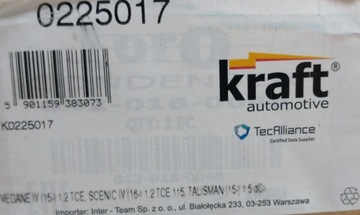 0225017
5 901159 383073
K0225017
QTY: 1 EC.
kraft
automotive
TecAlliance
Certified Data Supplier
MEGANE IV (15-) 1.2 TCE, SCENIC IV (16-) 1.2 TCE 115, TALISMAN (15-) 1.5 dCi
Importer: Inter - Team Sp. z o. o., ul. Białołęcka 233, 03-253 Warszawa